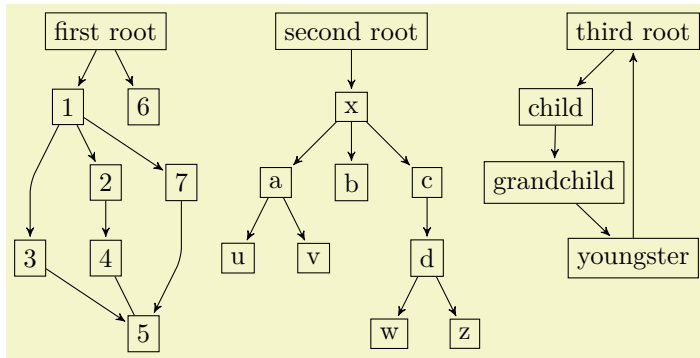 first root
second root
third root
1
6
x
child
2
7
a
b
c
grandchild
3
4
u
v
d
youngster
5
w
z